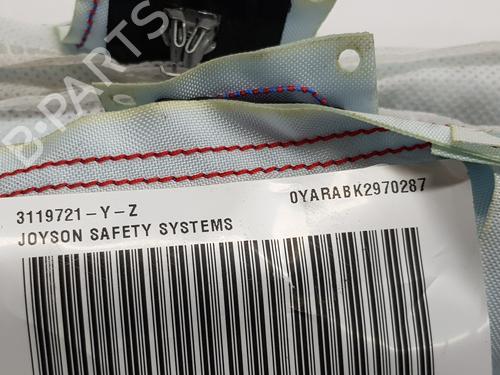 B-PARTS
3119721-Y-Z 0YARABK2970287
JOYSON SAFETY SYSTEMS